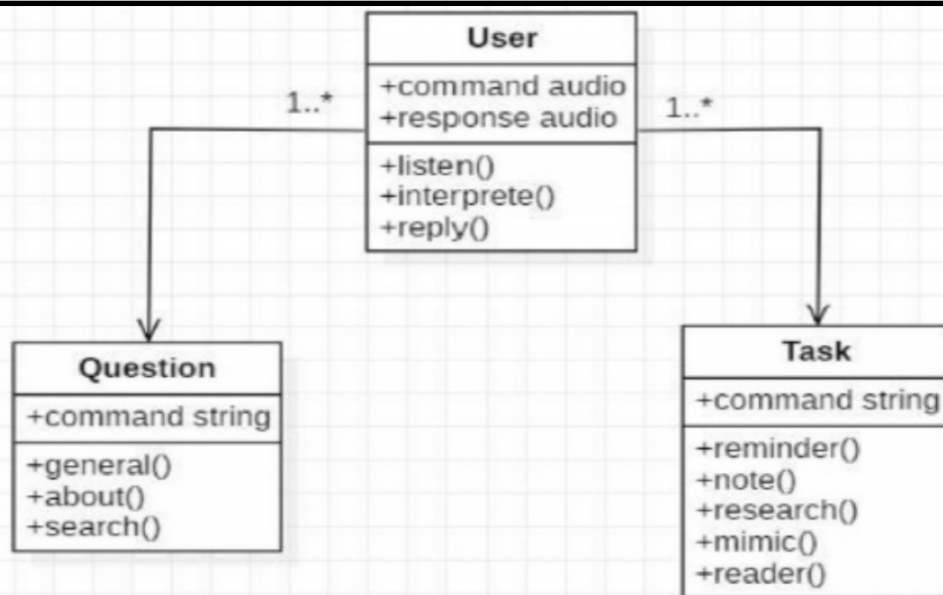 User
+command audio
+response audio
1..*
1..*
+listen()
+interprete()
+reply()
Question
+command string
+general()
+about()
+search()
Task
+command string
+reminder()
+note()
+research()
+mimic()
+reader()